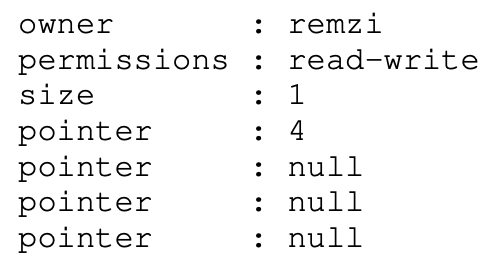 owner       : remzi
permissions : read-write
size        : 1
pointer     : 4
pointer     : null
pointer     : null
pointer     : null